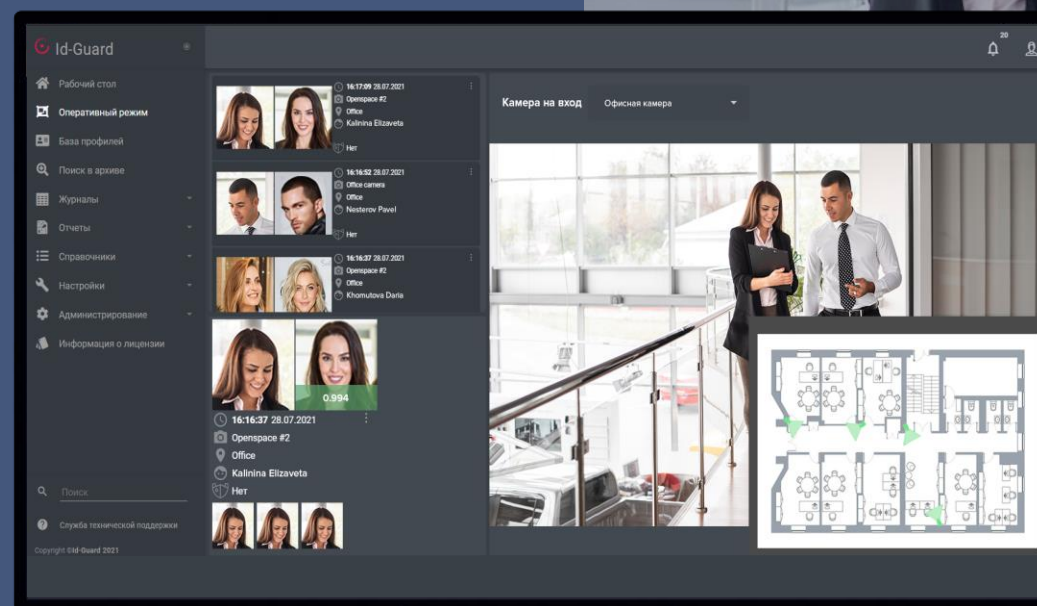 Id-Guard
20
Рабочий стол
Оперативный режим
База профилей
Поиск в архиве
Журналы
Отчеты
Справочники
Настройки
Администрирование
Информация о лицензии
Поиск
Служба технической поддержки
Copyright ©Id-Guard 2021
16:17:09 28.07.2021
Openspace #2
Office
Kalinina Elizaveta
Нет
16:16:52 28.07.2021
Office camera
Office
Nesterov Pavel
Нет
16:16:37 28.07.2021
Openspace #2
Office
Khomutova Daria
0.994
16:16:37 28.07.2021
Openspace #2
Office
Kalinina Elizaveta
Нет
Камера на вход
Офисная камера